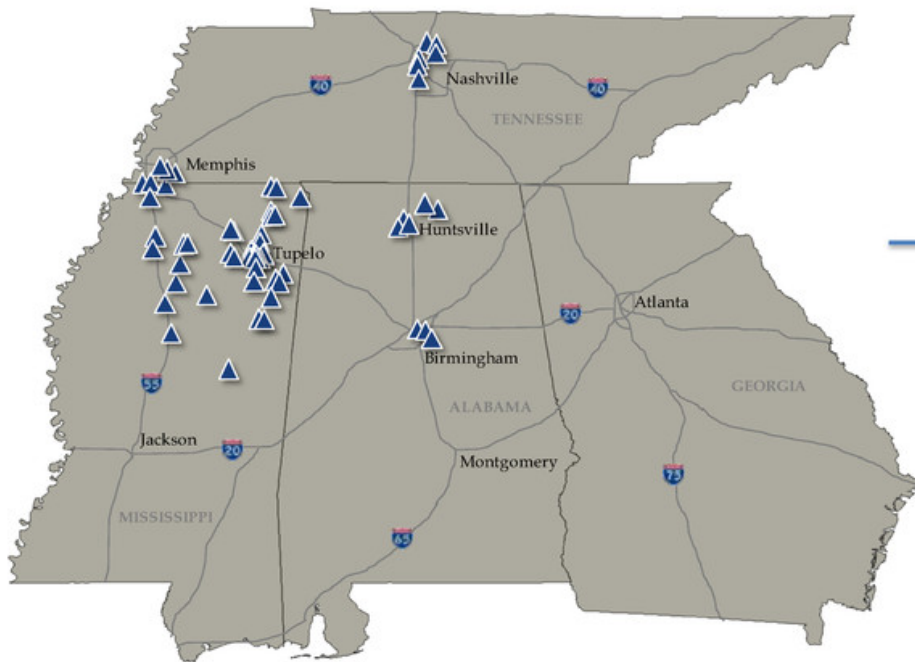 Nashville
40
40
TENNESSEE
Memphis
Huntsville
Tupelo
Atlanta
20
Birmingham
55
GEORGIA
ALABAMA
Jackson
20
Montgomery
75
MISSISSIPPI
65